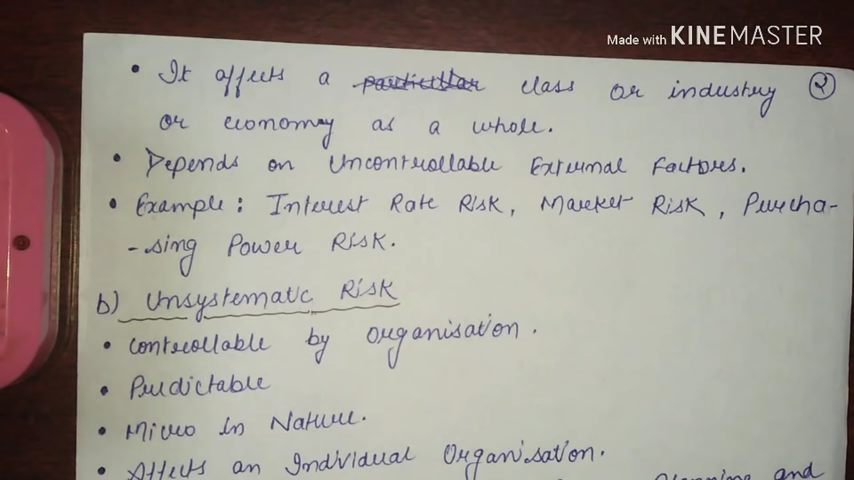 Made with KINEMASTER
• It affects a particular class or industry ②
or economy as a whole.
• Depends on Uncontrollable External Factors.
• Example: Interest Rate Risk, Market Risk, Purcha-
-sing Power Risk.
b) Unsystematic Risk
• Controllable by Organisation.
• Predictable
• Micro in Nature.
• Affects an Individual Organisation.
Planning and